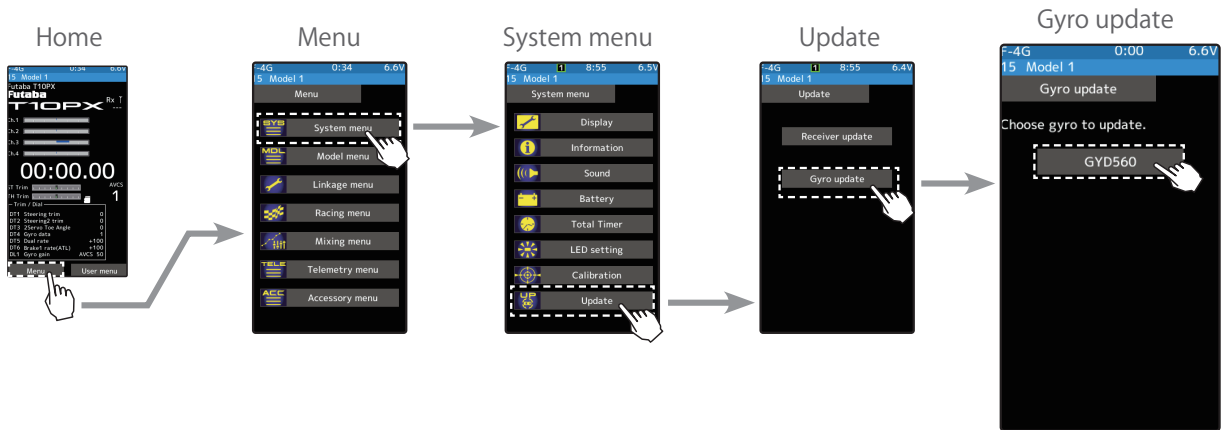 Home
F-4G 0:34 6.6V
15 Model 1
Futaba T10PX
Futaba
T10PX Rx
Ch.1
Ch.2
Ch.3
Ch.4
00:00.00
ST Trim AVCS
TH Trim 1
Trim / Dial
DT1 Steering trim 0
DT2 Steering2 trim 0
DT3 2Servo Toe Angle 0
DT4 Gyro data 1
DT5 Dual rate +100
DT6 Brake1 rate(ATL) +100
DL1 Gyro gain AVCS 50
Menu User menu
Menu
F-4G 0:34 6.6V
15 Model 1
Menu
SYS System menu
MDL Model menu
Linkage menu
Racing menu
Mixing menu
TELE Telemetry menu
ACC Accessory menu
System menu
F-4G 1 8:55 6.5V
15 Model 1
System menu
Display
Information
Sound
Battery
Total Timer
LED setting
Calibration
UP Update
Update
F-4G 1 8:55 6.4V
15 Model 1
Update
Receiver update
Gyro update
Gyro update
F-4G 0:00 6.6V
15 Model 1
Gyro update
Choose gyro to update.
GYD560